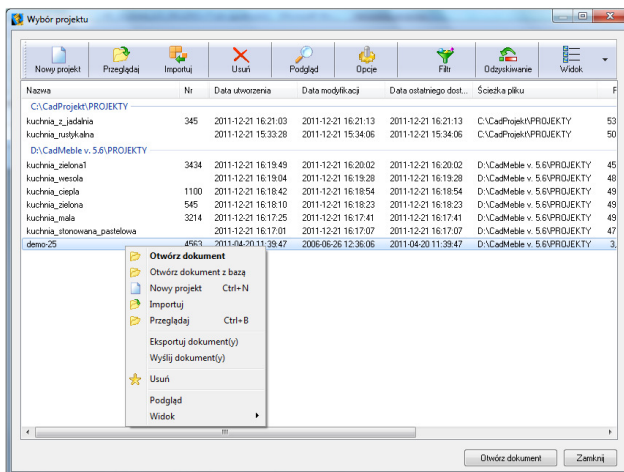 Wybór projektu
Nowy projekt Przeglądaj Importuj Usuń Podgląd Opcje Filtr Odzyskiwanie Widok
Nazwa Nr Data utworzenia Data modyfikacji Data ostatniego dost... Ścieżka pliku F
C:\CadProjekt\PROJEKTY
kuchnia_z_jadalnia 345 2011-12-21 16:21:03 2011-12-21 16:21:13 2011-12-21 16:21:13 C:\CadProjekt\PROJEKTY 53
kuchnia_rustykalna 2011-12-21 15:33:28 2011-12-21 15:34:06 2011-12-21 15:34:06 C:\CadProjekt\PROJEKTY 50
D:\CadMeble v. 5.6\PROJEKTY
kuchnia_zielona1 3434 2011-12-21 16:19:49 2011-12-21 16:20:02 2011-12-21 16:20:02 D:\CadMeble v. 5.6\PROJEKTY 45
kuchnia_wesola 2011-12-21 16:19:04 2011-12-21 16:19:28 2011-12-21 16:19:28 D:\CadMeble v. 5.6\PROJEKTY 48
kuchnia_ciepla 1100 2011-12-21 16:18:42 2011-12-21 16:18:54 2011-12-21 16:18:54 D:\CadMeble v. 5.6\PROJEKTY 49
kuchnia_zielona 545 2011-12-21 16:18:10 2011-12-21 16:18:23 2011-12-21 16:18:23 D:\CadMeble v. 5.6\PROJEKTY 49
kuchnia_mala 3214 2011-12-21 16:17:25 2011-12-21 16:17:41 2011-12-21 16:17:41 D:\CadMeble v. 5.6\PROJEKTY 49
kuchnia_stonowana_pastelowa 2011-12-21 16:17:01 2011-12-21 16:17:07 2011-12-21 16:17:07 D:\CadMeble v. 5.6\PROJEKTY 47
demo-25 4563 2011-04-20 11:39:47 2006-06-26 12:36:06 2011-04-20 11:39:47 D:\CadMeble v. 5.6\PROJEKTY 3,
Otwórz dokument
Otwórz dokument z bazą
Nowy projekt Ctrl+N
Importuj
Przeglądaj Ctrl+B
Eksportuj dokument(y)
Wyślij dokument(y)
Usuń
Podgląd
Widok
Otwórz dokument Zamknij